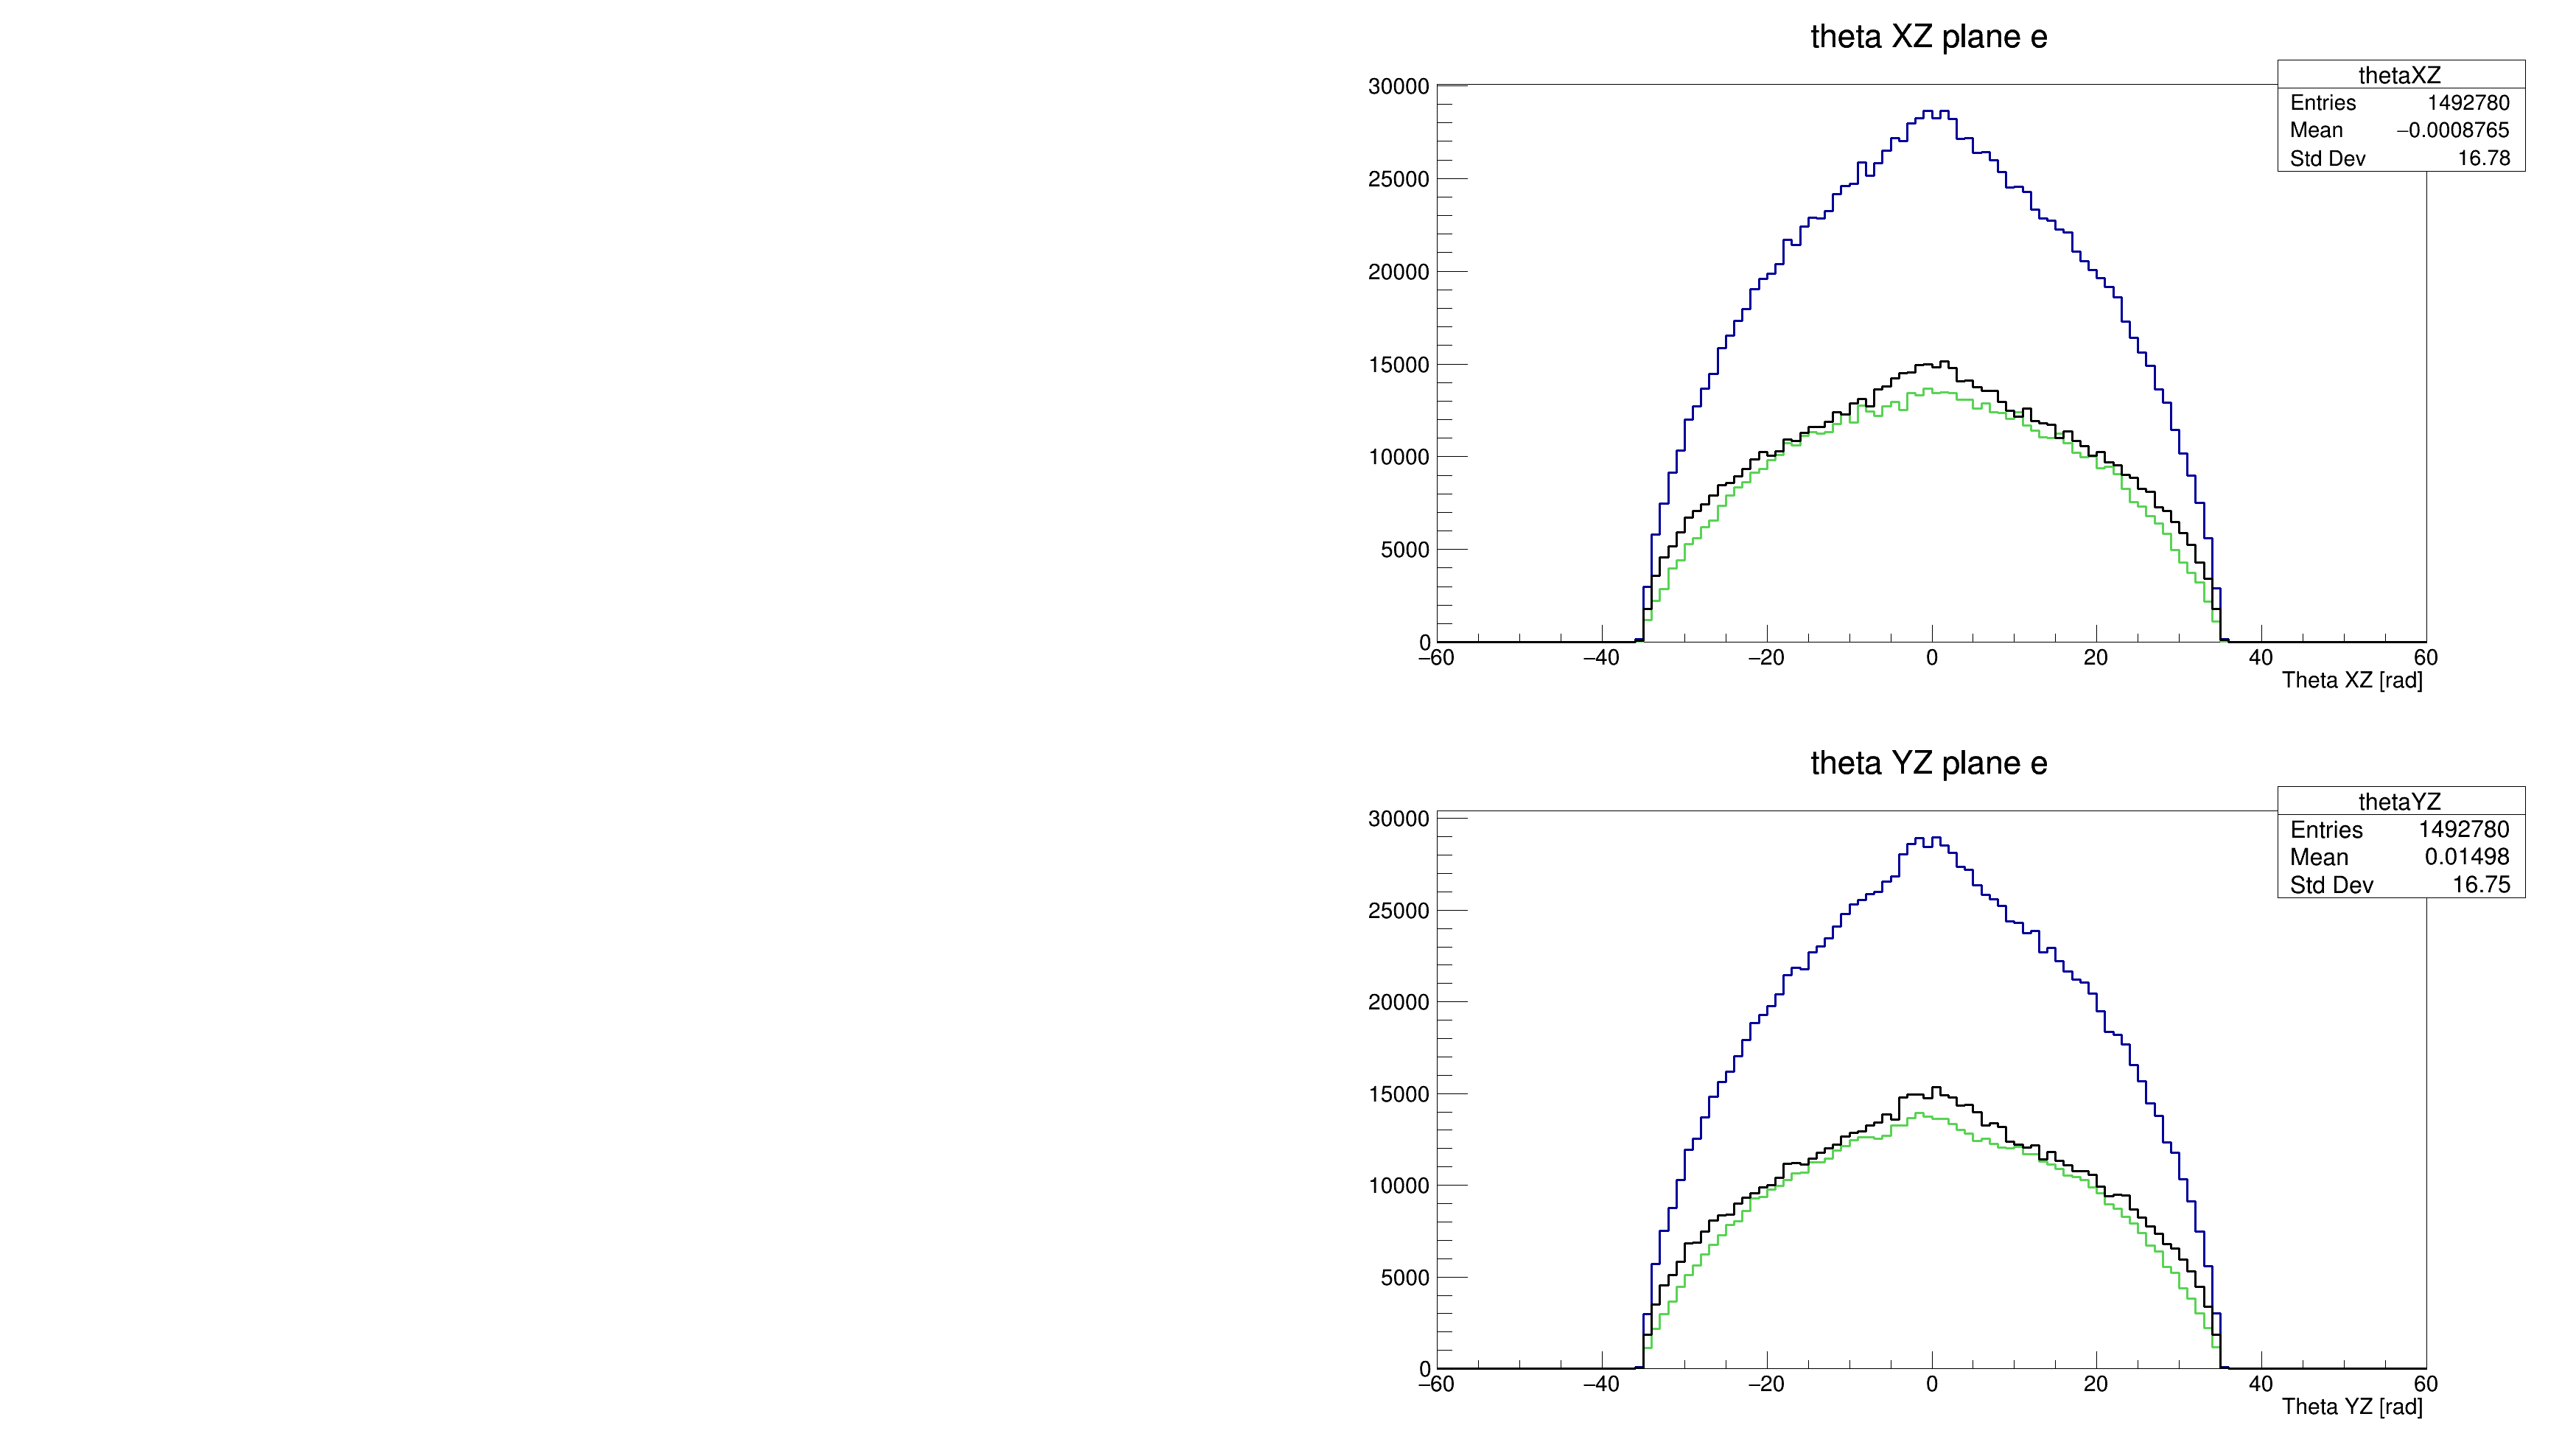 theta XZ plane e
thetaXZ
Entries 1492780
Mean −0.0008765
Std Dev 16.78
30000
25000
20000
15000
10000
5000
0
−60 −40 −20 0 20 40 60
Theta XZ [rad]
theta YZ plane e
thetaYZ
Entries 1492780
Mean 0.01498
Std Dev 16.75
30000
25000
20000
15000
10000
5000
0
−60 −40 −20 0 20 40 60
Theta YZ [rad]